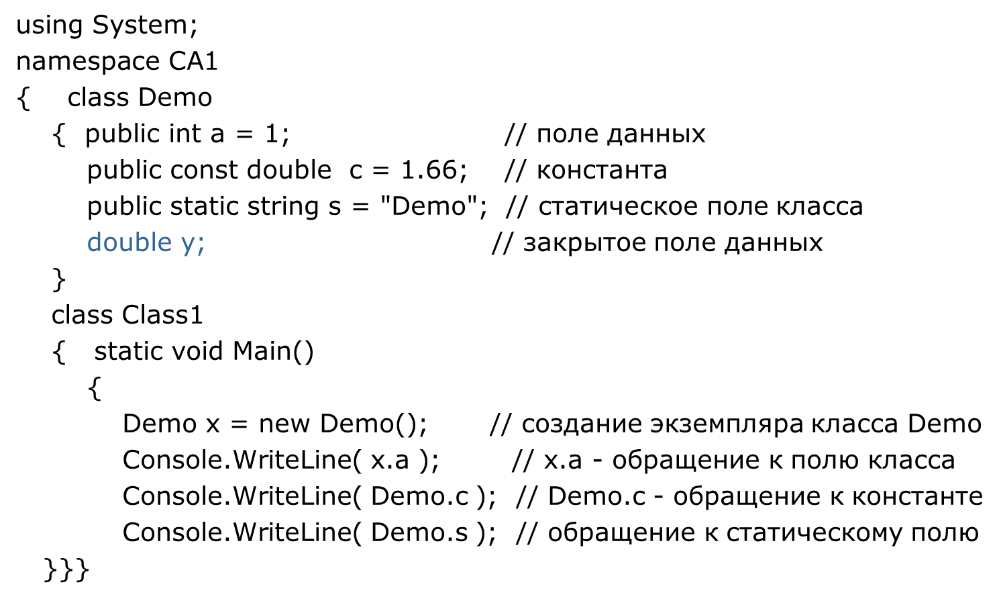 using System;
namespace CA1
{    class Demo
{  public int a = 1;    // поле данных
public const double  c = 1.66;    // константа
public static string s = "Demo";  // статическое поле класса
double y;    // закрытое поле данных
}
class Class1
{   static void Main()
{
Demo x = new Demo();    // создание экземпляра класса Demo
Console.WriteLine( x.a );    // x.a - обращение к полю класса
Console.WriteLine( Demo.c );  // Demo.c - обращение к константе
Console.WriteLine( Demo.s );  // обращение к статическому полю
}}}